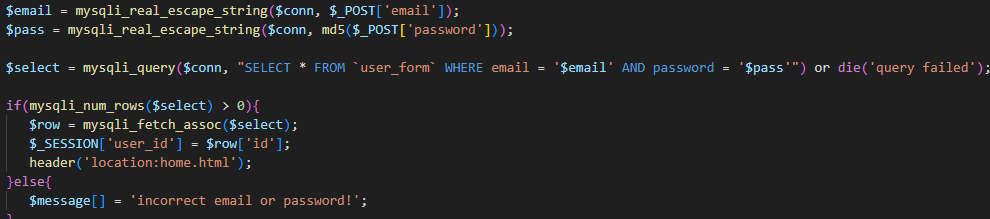 $email = mysqli_real_escape_string($conn, $_POST['email']);
$pass = mysqli_real_escape_string($conn, md5($_POST['password']));

$select = mysqli_query($conn, "SELECT * FROM `user_form` WHERE email = '$email' AND password = '$pass'") or die('query failed');

if(mysqli_num_rows($select) > 0){
   $row = mysqli_fetch_assoc($select);
   $_SESSION['user_id'] = $row['id'];
   header('location:home.html');
}else{
   $message[] = 'incorrect email or password!';
}